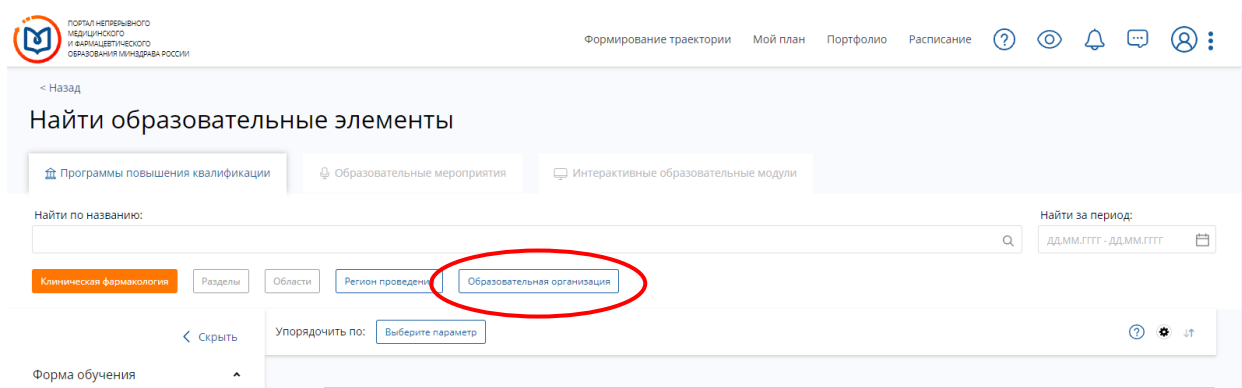 ПОРТАЛ НЕПРЕРЫВНОГО
МЕДИЦИНСКОГО
И ФАРМАЦЕВТИЧЕСКОГО
ОБРАЗОВАНИЯ МИНЗДРАВА РОССИИ
Формирование траектории Мой план Портфолио Расписание
< Назад
Найти образовательные элементы
Программы повышения квалификации Образовательные мероприятия Интерактивные образовательные модули
Найти по названию: Найти за период:
ДД.ММ.ГГГГ - ДД.ММ.ГГГГ
Клиническая фармакология Разделы Области Регион проведени Образовательная организация
Скрыть Упорядочить по: Выберите параметр
Форма обучения